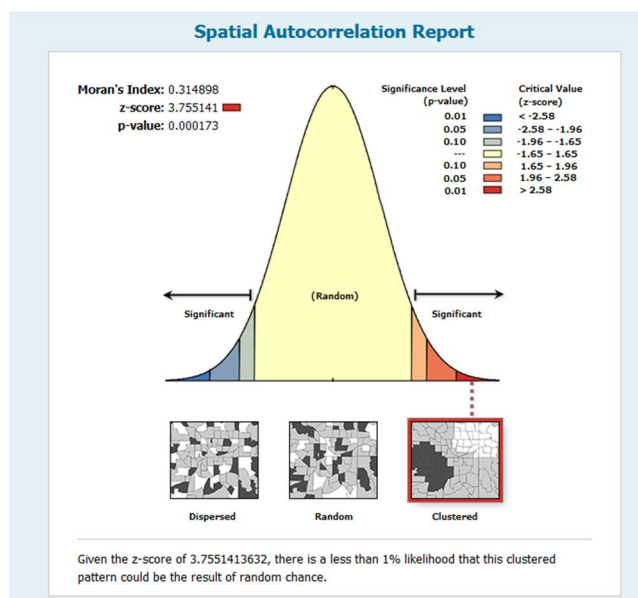 Spatial Autocorrelation Report
Moran's Index: 0.314898
z-score: 3.755141
p-value: 0.000173
Significance Level Critical Value
(p-value) (z-score)
0.01 < -2.58
0.05 -2.58 – -1.96
0.10 -1.96 – -1.65
--- -1.65 – 1.65
0.10 1.65 – 1.96
0.05 1.96 – 2.58
0.01 > 2.58
(Random)
Significant Significant
Dispersed Random Clustered
Given the z-score of 3.7551413632, there is a less than 1% likelihood that this clustered
pattern could be the result of random chance.